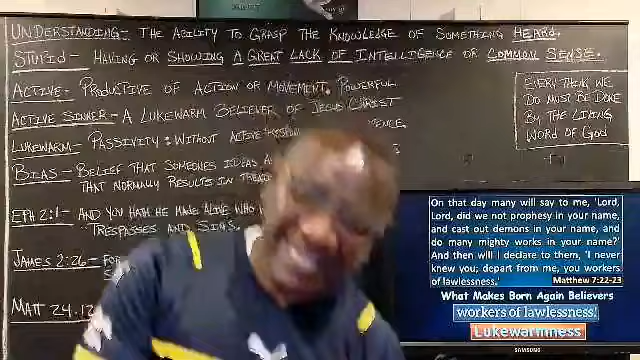 UNDERSTANDING: THE ABILITY TO GRASP THE KNOWLEDGE OF SOMETHING HEARD.
STUPID- HAVING OR SHOWING A GREAT LACK OF INTELLIGENCE OR COMMON SENSE.
ACTIVE- PRODUCTIVE OF ACTION OR MOVEMENT. POWERFUL
ACTIVE SINNER- A LUKEWARM BELIEVER OF JESUS CHRIST
LUKEWARM- PASSIVITY: WITHOUT ACTIVE
BIAS- BELIEF THAT SOMEONES IDEAS
THAT NORMALLY RESULTS IN
EPH 2:1- AND YOU HATH HE MADE ALIVE WHO
TRESPASSES AND SINS.
JAMES 2:26- FOR
MATT 24:12
EVERYTHING WE
DO MUST BE DONE
BY THE LIVING
WORD OF GOD
On that day many will say to me, 'Lord,
Lord, did we not prophesy in your name,
and cast out demons in your name, and
do many mighty works in your name?'
And then will I declare to them, 'I never
knew you; depart from me, you workers
of lawlessness.' Matthew 7:22-23
What Makes Born Again Believers
workers of lawlessness.'
Lukewarmness
SAMSUNG